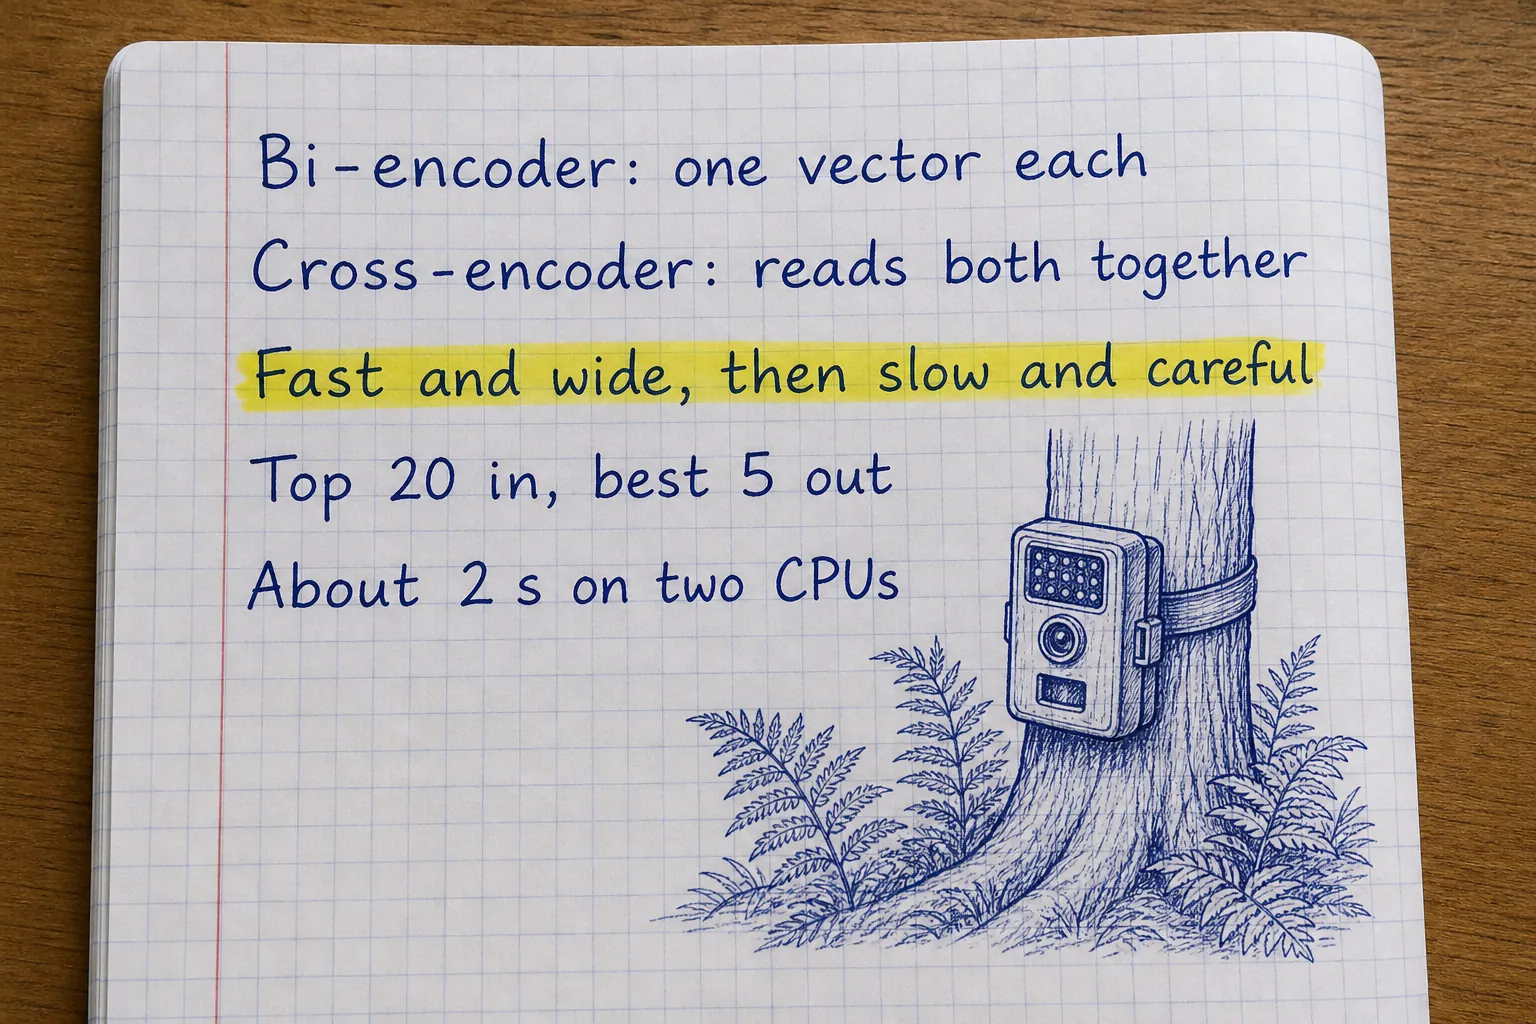 Bi-encoder: one vector each
Cross-encoder: reads both together
Fast and wide, then slow and careful
Top 20 in, best 5 out
About 2 s on two CPUs